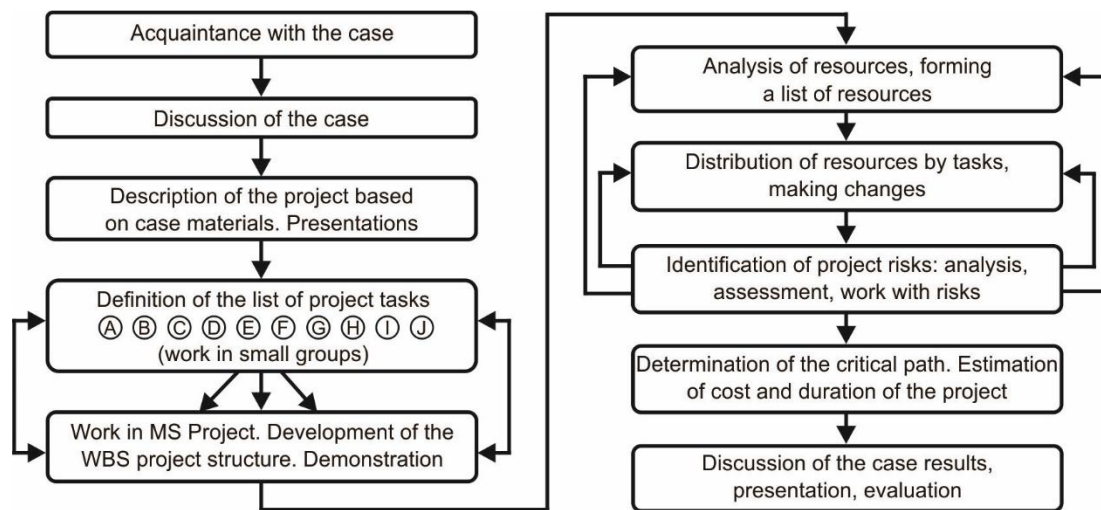 Acquaintance with the case
Discussion of the case
Description of the project based
on case materials. Presentations
Definition of the list of project tasks
A B C D E F G H I J
(work in small groups)
Work in MS Project. Development of the
WBS project structure. Demonstration
Analysis of resources, forming
a list of resources
Distribution of resources by tasks,
making changes
Identification of project risks: analysis,
assessment, work with risks
Determination of the critical path. Estimation
of cost and duration of the project
Discussion of the case results,
presentation, evaluation